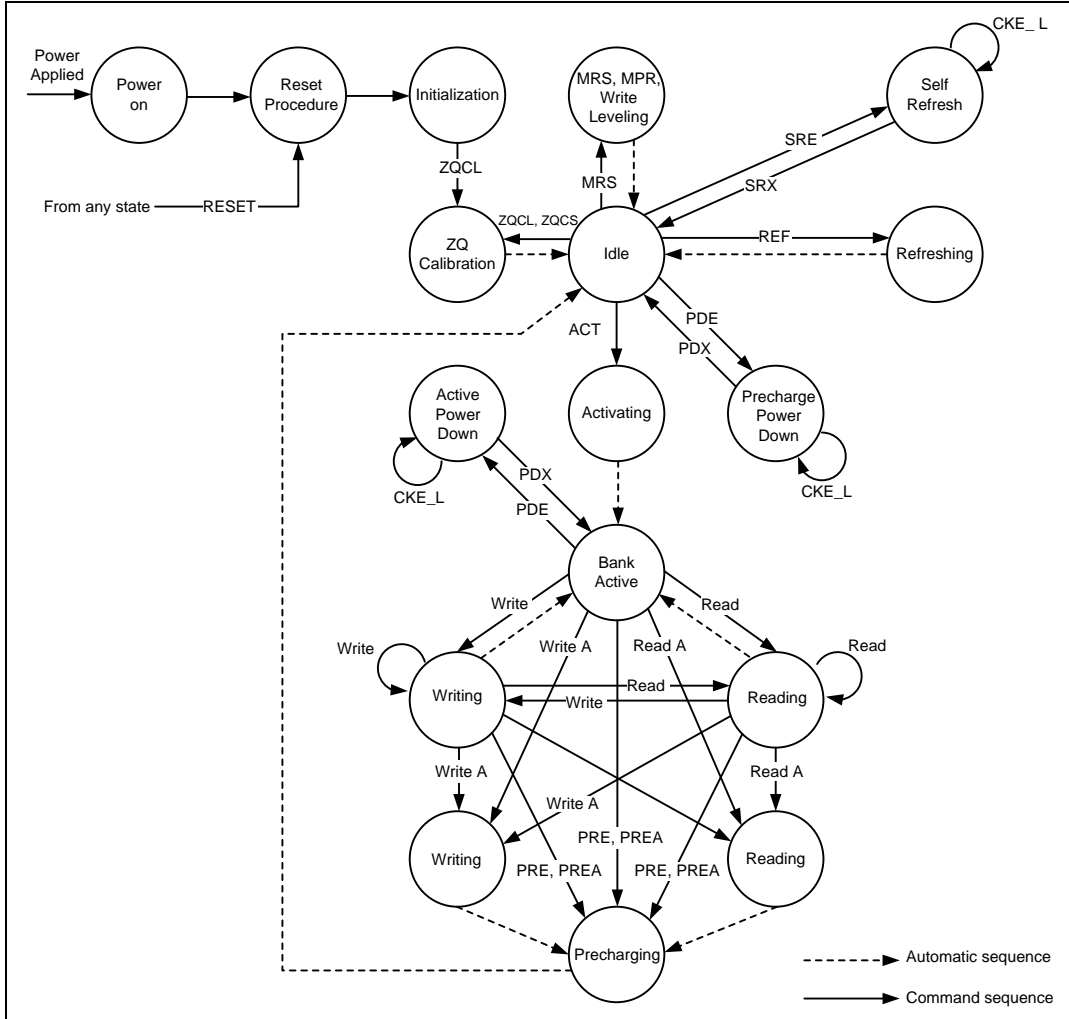 CKE_ L
Power
Applied
Power
on
Reset
Procedure
Initialization
MRS, MPR,
Write
Leveling
Self
Refresh
ZQCL
SRE
SRX
MRS
From any state
RESET
ZQCL, ZQCS
ZQ
Calibration
Idle
REF
Refreshing
ACT
PDE
PDX
Active
Power
Down
Activating
Precharge
Power
Down
CKE_L
PDX
PDE
CKE_L
Bank
Active
Write
Read
Write
Write A
Read A
Read
Writing
Read
Write
Reading
Write A
Read A
Write A
Writing
PRE, PREA
Reading
PRE, PREA
PRE, PREA
Precharging
Automatic sequence
Command sequence